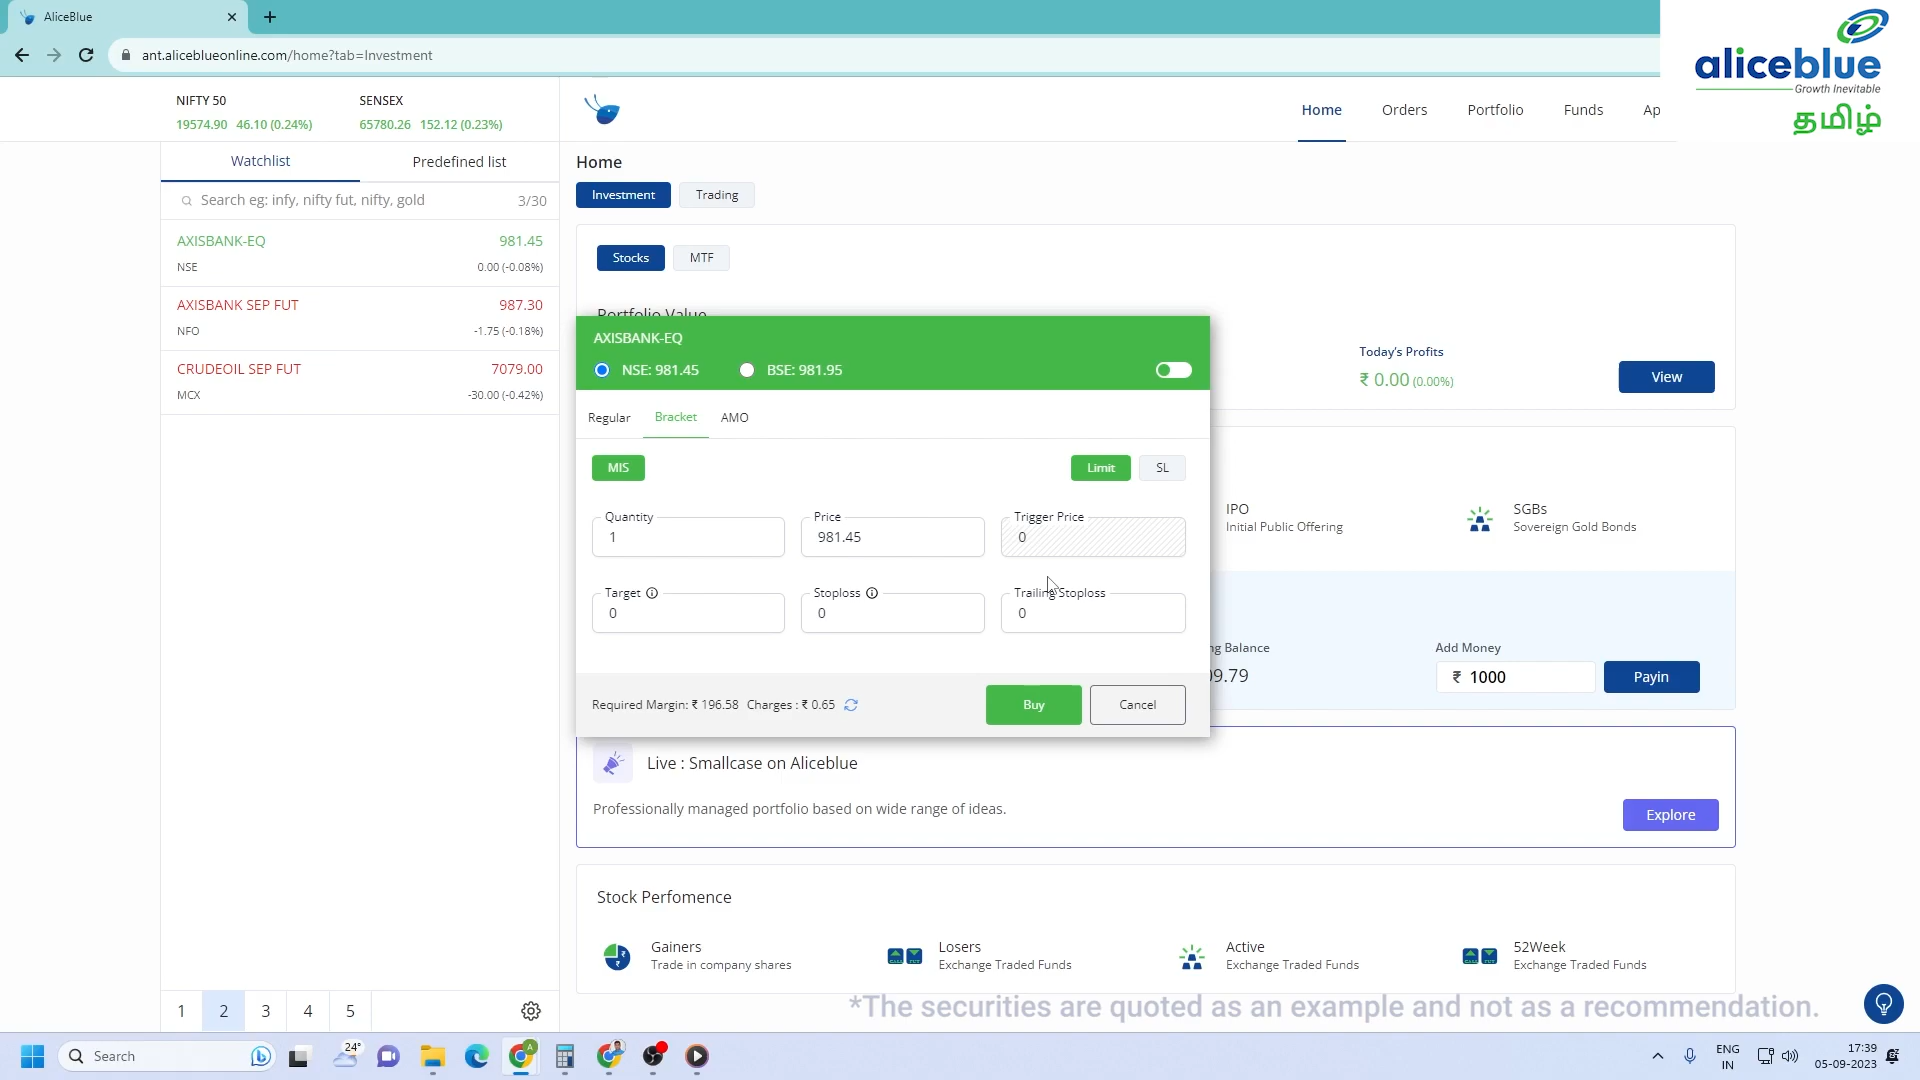 AliceBlue
ant.aliceblueonline.com/home?tab=Investment
aliceblue
Growth Inevitable
தமிழ்
NIFTY 50
19574.90 46.10 (0.24%)
SENSEX
65780.26 152.12 (0.23%)
Home
Orders
Portfolio
Funds
Ap
Watchlist
Predefined list
Search eg: infy, nifty fut, nifty, gold
3/30
AXISBANK-EQ
981.45
NSE
0.00 (-0.08%)
AXISBANK SEP FUT
987.30
NFO
-1.75 (-0.18%)
CRUDEOIL SEP FUT
7079.00
MCX
-30.00 (-0.42%)
1
2
3
4
5
Home
Investment
Trading
Stocks
MTF
Portfolio Value
Today's Profits
₹ 0.00 (0.00%)
View
AXISBANK-EQ
NSE: 981.45
BSE: 981.95
Regular
Bracket
AMO
MIS
Limit
SL
Quantity
1
Price
981.45
Trigger Price
0
Target
0
Stoploss
0
Trailing Stoploss
0
Required Margin: ₹ 196.58 Charges : ₹ 0.65
Buy
Cancel
IPO
Initial Public Offering
SGBs
Sovereign Gold Bonds
ng Balance
09.79
Add Money
₹ 1000
Payin
Live : Smallcase on Aliceblue
Professionally managed portfolio based on wide range of ideas.
Explore
Stock Perfomence
Gainers
Trade in company shares
Losers
Exchange Traded Funds
Active
Exchange Traded Funds
52Week
Exchange Traded Funds
*The securities are quoted as an example and not as a recommendation.
Search
24°
ENG
IN
17:39
05-09-2023